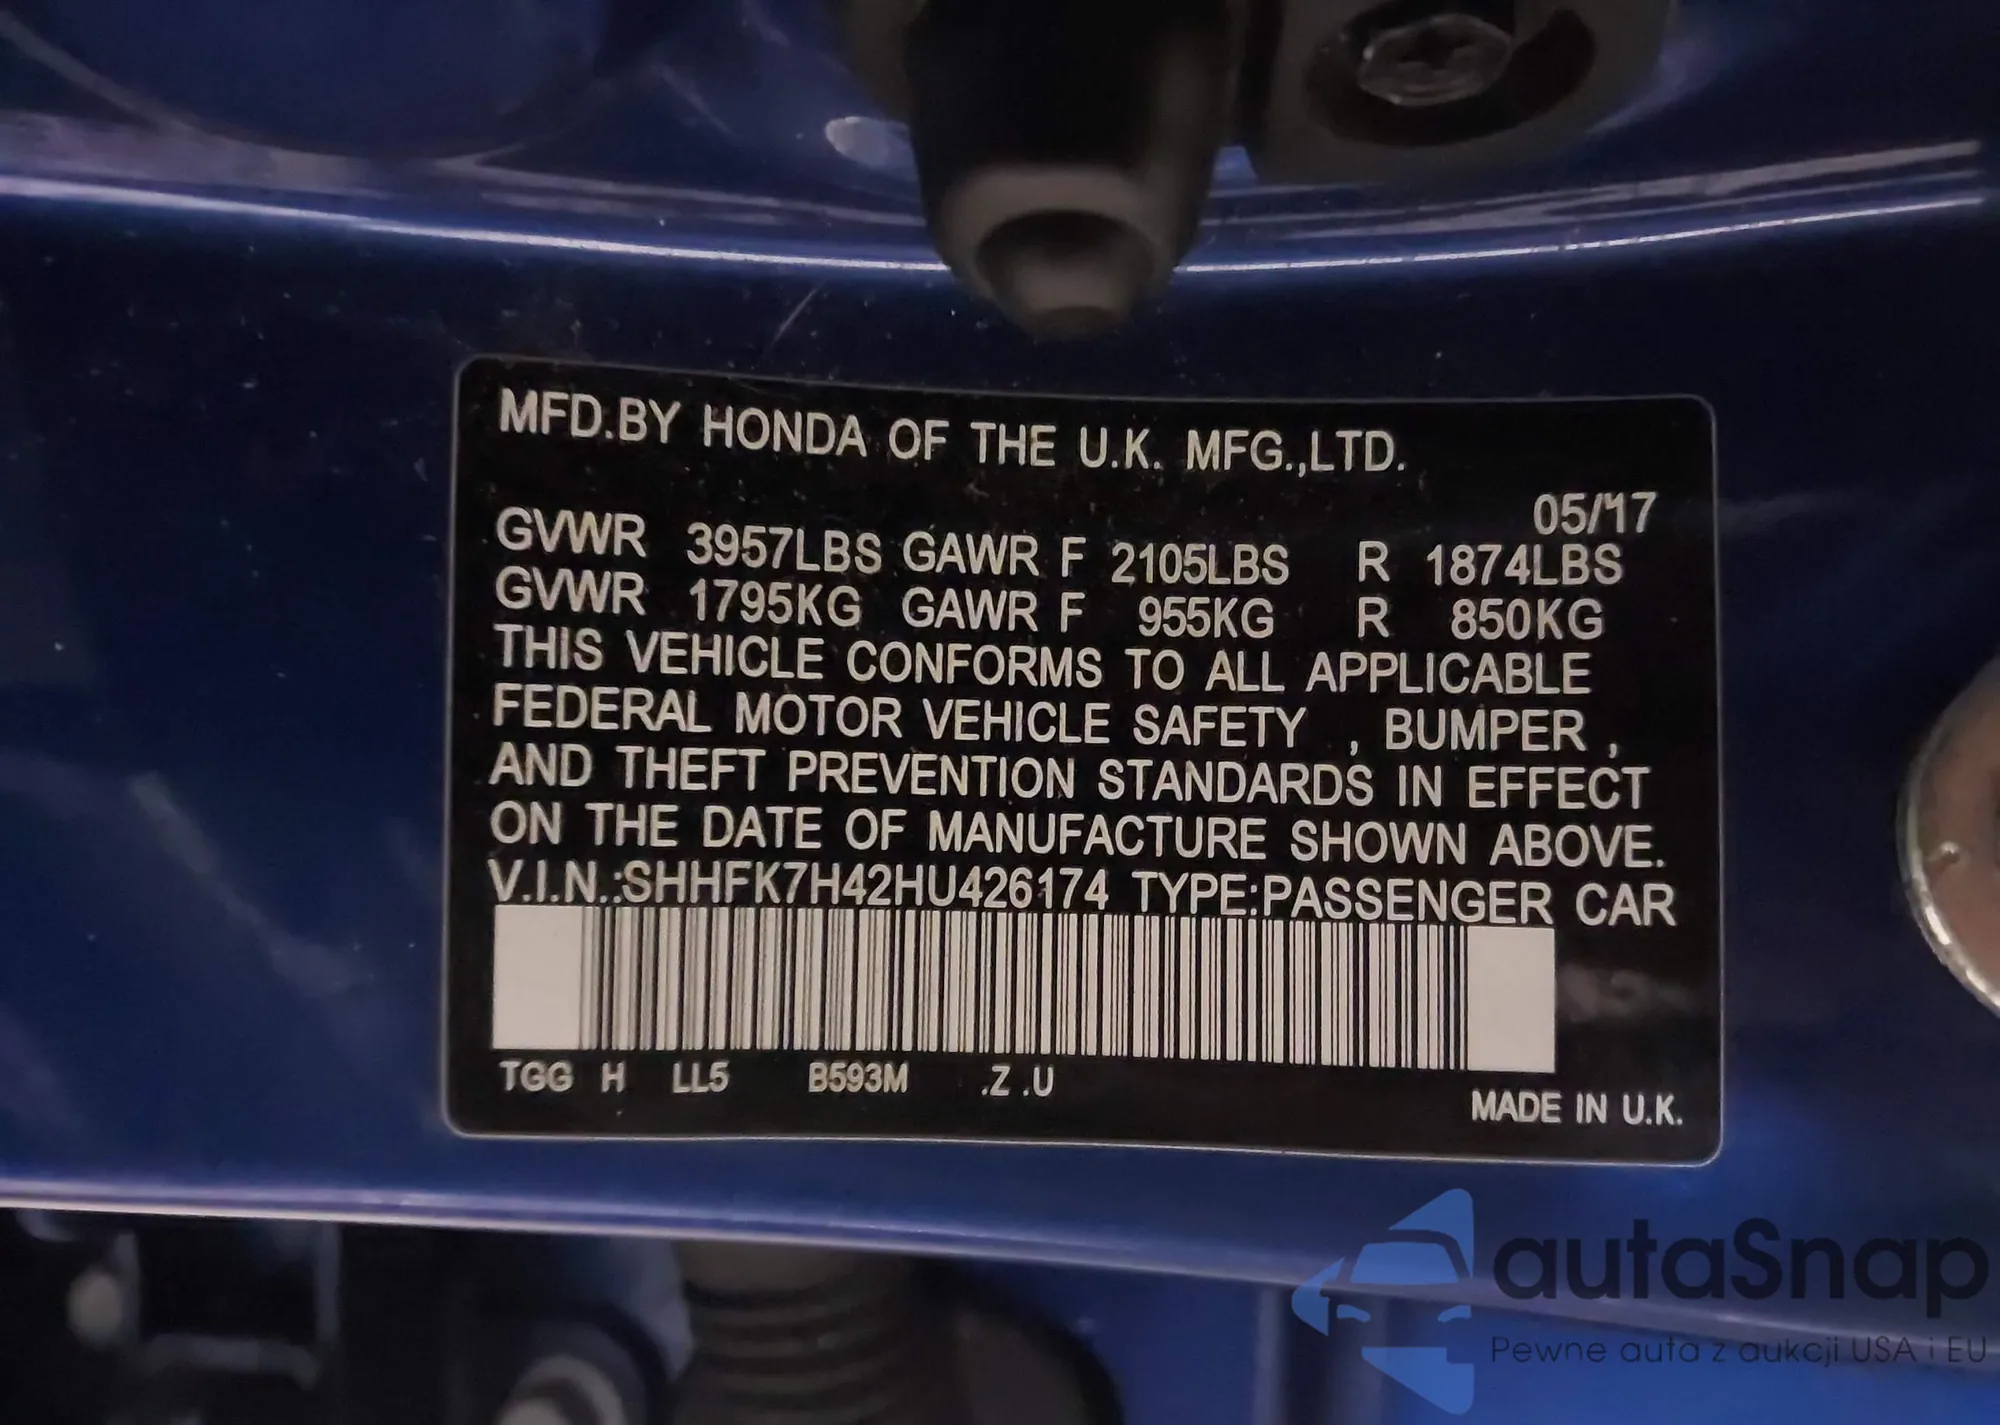 MFD.BY HONDA OF THE U.K. MFG.,LTD.
05/17
GVWR 3957LBS GAWR F 2105LBS R 1874LBS
GVWR 1795KG GAWR F 955KG R 850KG
THIS VEHICLE CONFORMS TO ALL APPLICABLE
FEDERAL MOTOR VEHICLE SAFETY , BUMPER ,
AND THEFT PREVENTION STANDARDS IN EFFECT
ON THE DATE OF MANUFACTURE SHOWN ABOVE.
V.I.N.:SHHFK7H42HU426174 TYPE:PASSENGER CAR
TGG H LL5 B593M .Z .U
MADE IN U.K.
autaSnap
Pewne auta z aukcji USA i EU